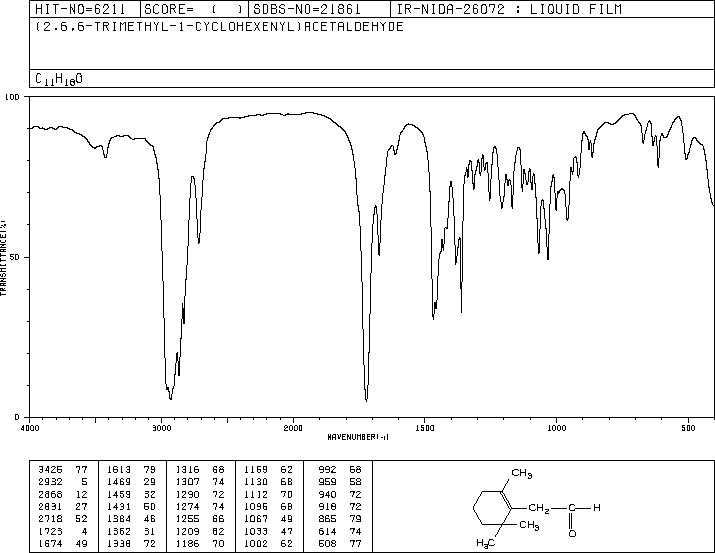 HIT-NO=6211 SCORE= ( ) SDBS-NO=21861 IR-NIDA-26072 : LIQUID FILM
(2,6,6-TRIMETHYL-1-CYCLOHEXENYL)ACETALDEHYDE
C11H18O
100
50
0
TRANSMITTANCE(%)
4000 3000 2000 1500 1000 500
WAVENUMBER(-1)
3425 77 1613 79 1316 68 1169 62 992 58
2932 5 1469 29 1307 74 1130 68 959 58
2868 12 1459 32 1290 72 1112 70 940 72
2831 27 1431 50 1274 74 1096 68 918 72
2718 52 1384 46 1255 66 1067 49 865 79
1723 4 1362 31 1209 62 1033 47 614 74
1674 49 1338 72 1186 70 1002 62 508 77
CH3
CH2 C H
CH3 O
H3C